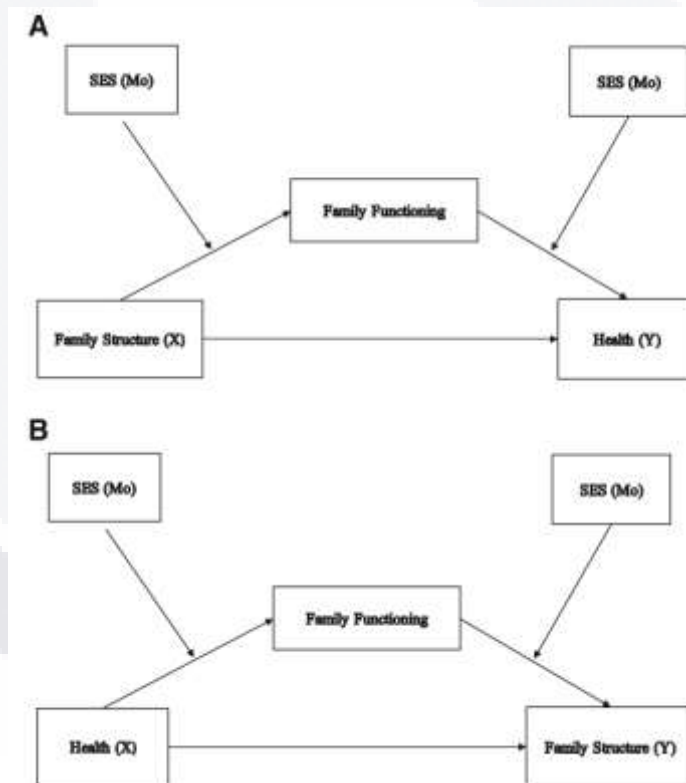 A
SES (Mo)
SES (Mo)
Family Functioning
Family Structure (X)
Health (Y)
B
SES (Mo)
SES (Mo)
Family Functioning
Health (X)
Family Structure (Y)